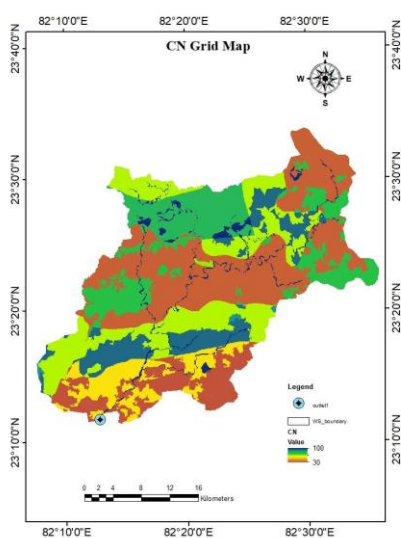 82°10'0"E 82°20'0"E 82°30'0"E
CN Grid Map
N
W E
S
23°40'0"N 23°40'0"N
23°30'0"N 23°30'0"N
23°20'0"N 23°20'0"N
23°10'0"N 23°10'0"N
Legend
outlet1
WS_boundary
CN
Value
100
30
0 2 4 8 12 16
Kilometers
82°10'0"E 82°20'0"E 82°30'0"E